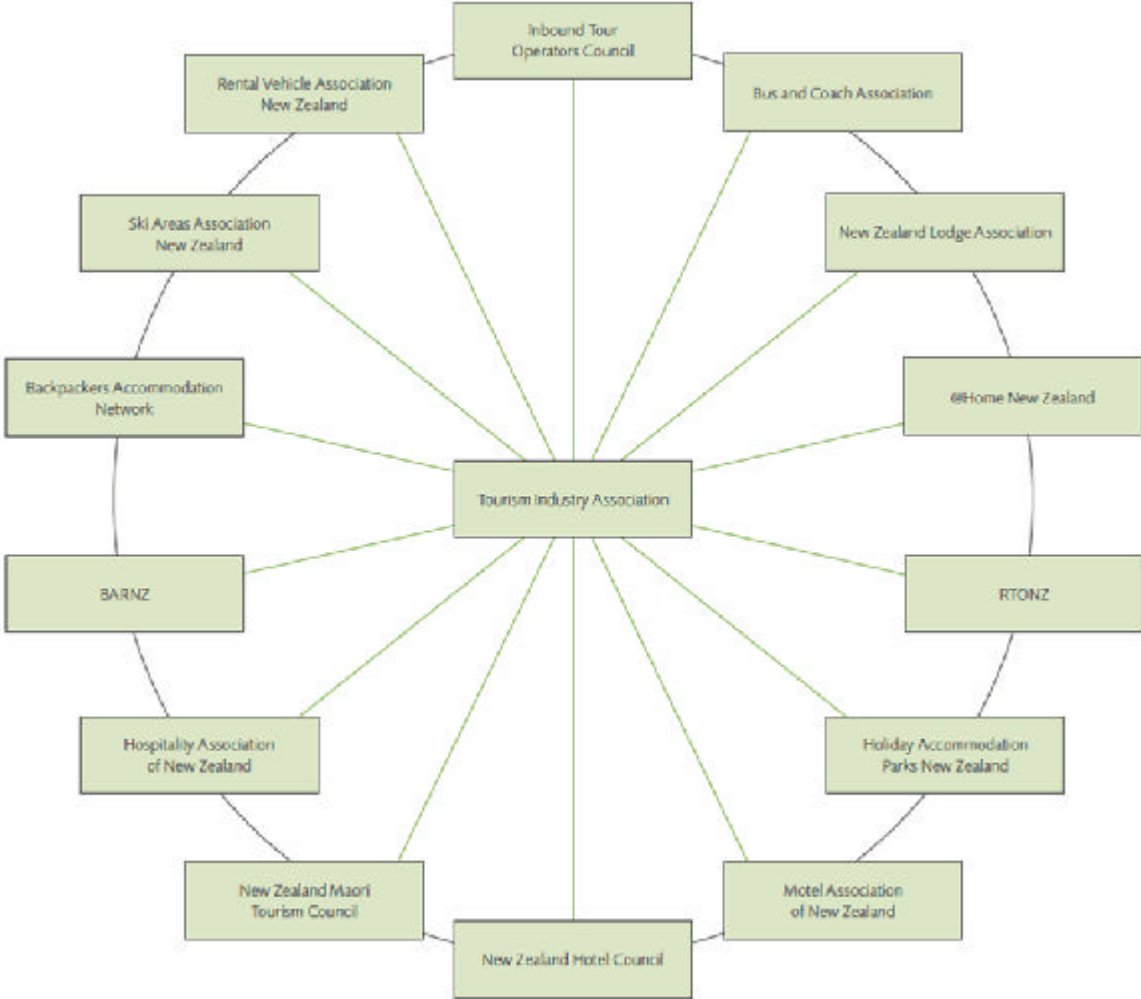 Inbound Tour
Operators Council
Rental Vehicle Association
New Zealand
Bus and Coach Association
Ski Areas Association
New Zealand
New Zealand Lodge Association
Backpackers Accommodation
Network
@Home New Zealand
Tourism Industry Association
BARNZ
RTONZ
Hospitality Association
of New Zealand
Holiday Accommodation
Parks New Zealand
New Zealand Maori
Tourism Council
Motel Association
of New Zealand
New Zealand Hotel Council